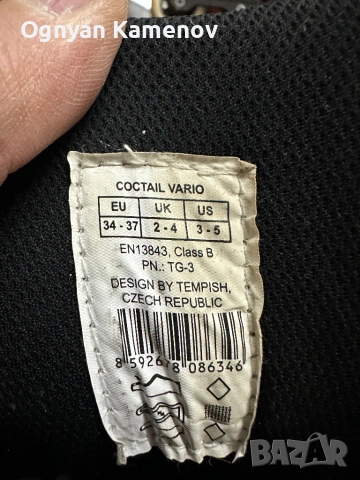 Ognyan Kamenov
COCTAIL VARIO
EU UK US
34 - 37 2 - 4 3 - 5
EN13843, Class B
PN.: TG-3
DESIGN BY TEMPISH,
CZECH REPUBLIC
8 592678 086346
BAZAR